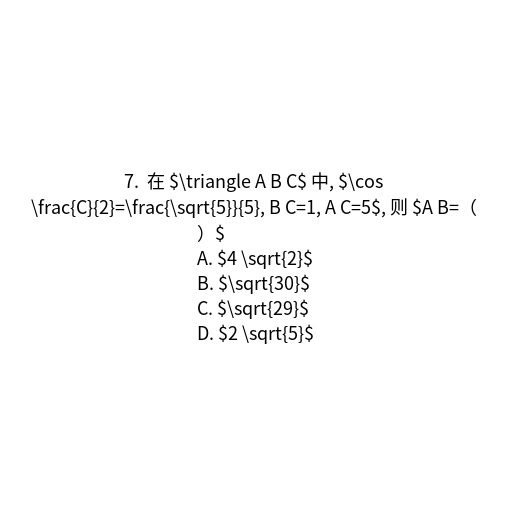 7. 在 $\triangle A B C$ 中, $\cos
\frac{C}{2}=\frac{\sqrt{5}}{5}, B C=1, A C=5$, 则 $A B=（
）$
A. $4 \sqrt{2}$
B. $\sqrt{30}$
C. $\sqrt{29}$
D. $2 \sqrt{5}$